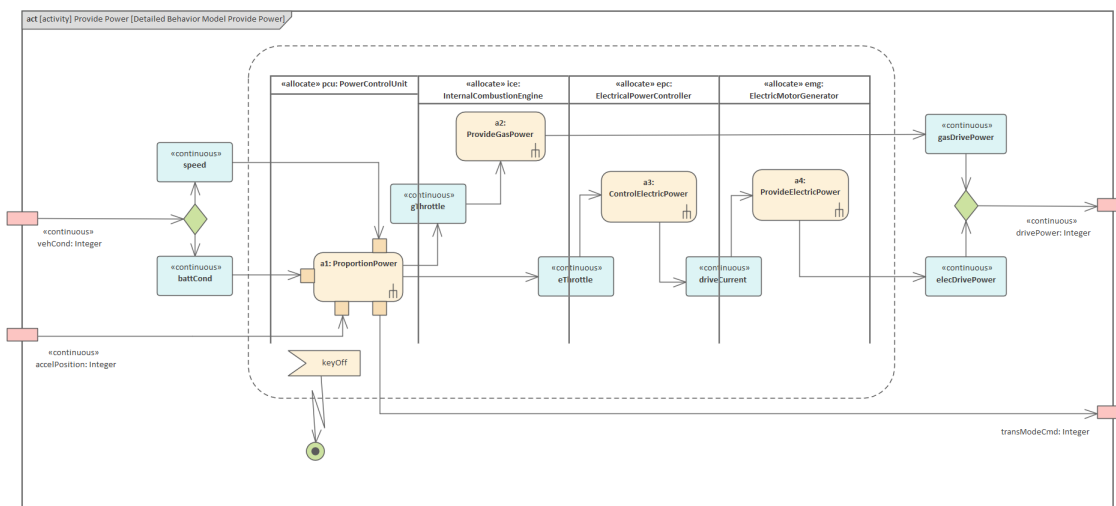 act [activity] Provide Power [Detailed Behavior Model Provide Power]
«allocate» pcu: PowerControlUnit
«allocate» ice:
InternalCombustionEngine
«allocate» epc:
ElectricalPowerController
«allocate» emg:
ElectricMotorGenerator
a2:
ProvideGasPower
«continuous»
gasDrivePower
«continuous»
speed
a3:
ControlElectricPower
a4:
ProvideElectricPower
«continuous»
gThrottle
«continuous»
vehCond: Integer
«continuous»
drivePower: Integer
«continuous»
battCond
a1: ProportionPower
«continuous»
eThrottle
«continuous»
driveCurrent
«continuous»
elecDrivePower
«continuous»
accelPosition: Integer
keyOff
transModeCmd: Integer